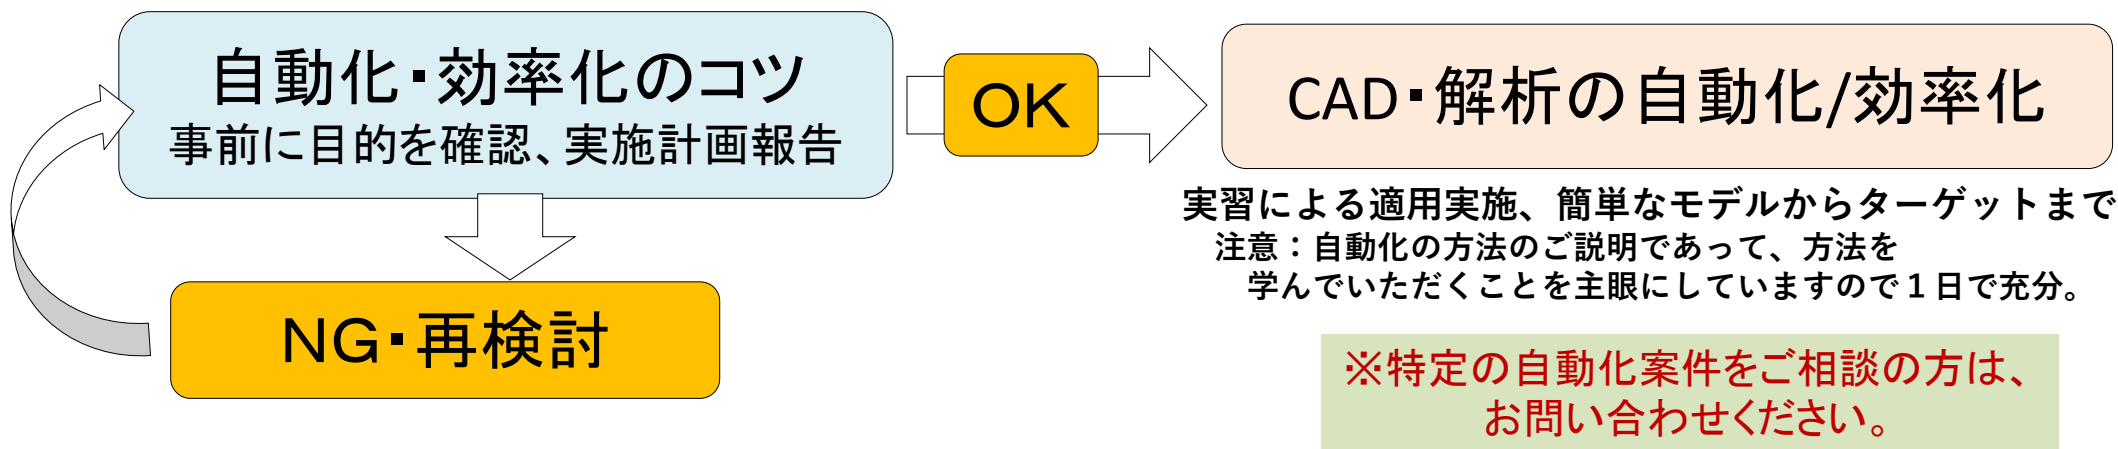 自動化・効率化のコツ
事前に目的を確認、実施計画報告
OK
CAD・解析の自動化/効率化
実習による適用実施、簡単なモデルからターゲットまで
注意：自動化の方法のご説明であって、方法を
学んでいただくことを主眼にしていますので１日で充分。
NG・再検討
※特定の自動化案件をご相談の方は、
お問い合わせください。